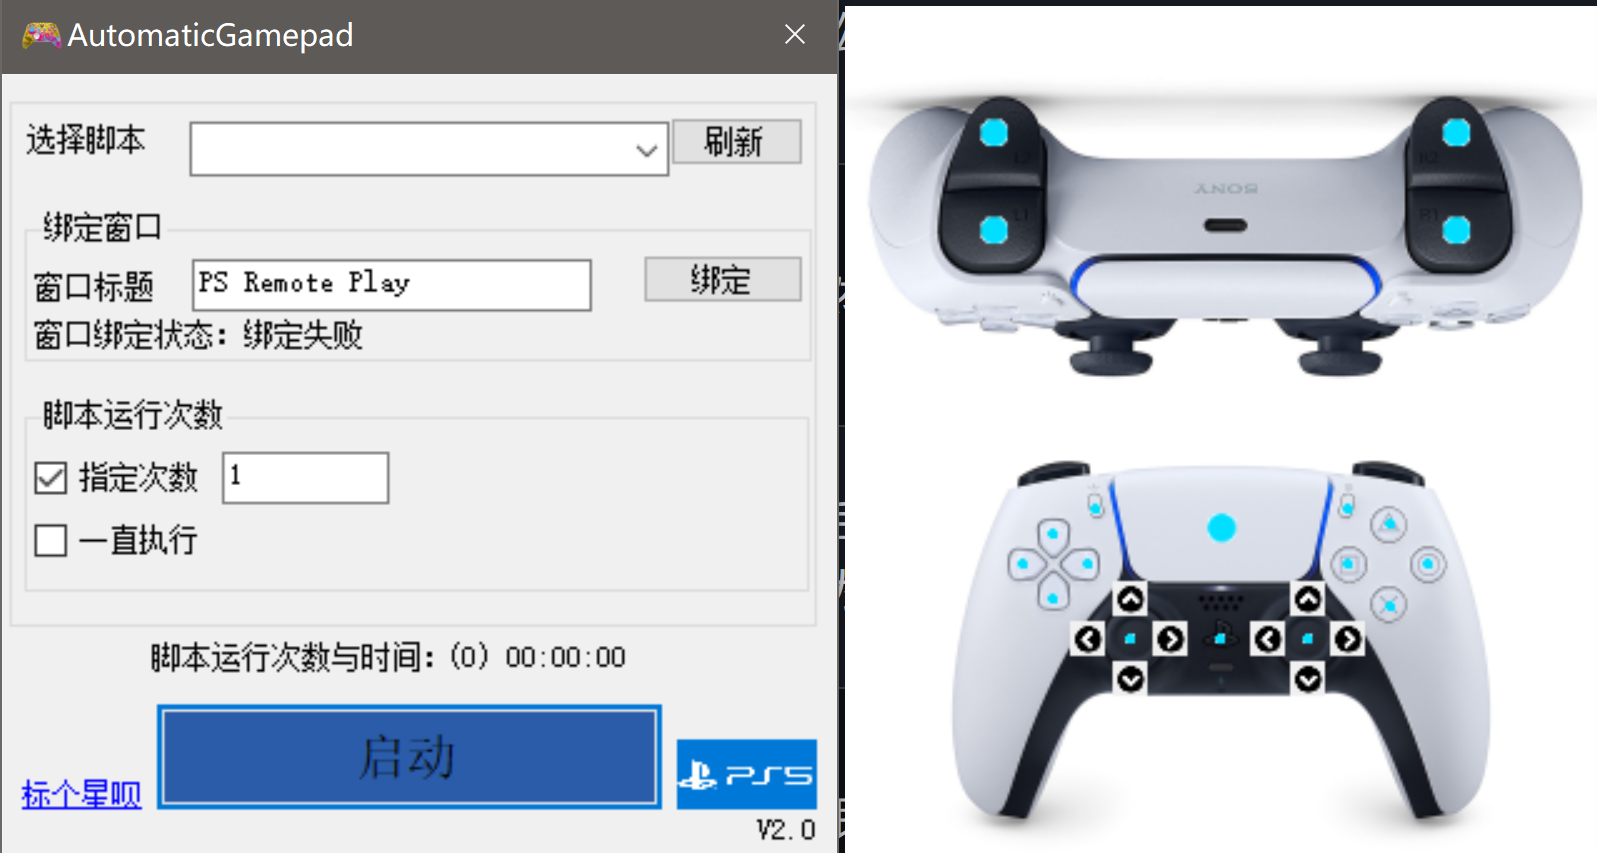 AutomaticGamepad
选择脚本
刷新
绑定窗口
窗口标题
PS Remote Play
绑定
窗口绑定状态：绑定失败
脚本运行次数
指定次数
1
一直执行
脚本运行次数与时间：(0) 00:00:00
启动
标个星呗
PS5
V2.0
L2
R2
SONY
L1
R1